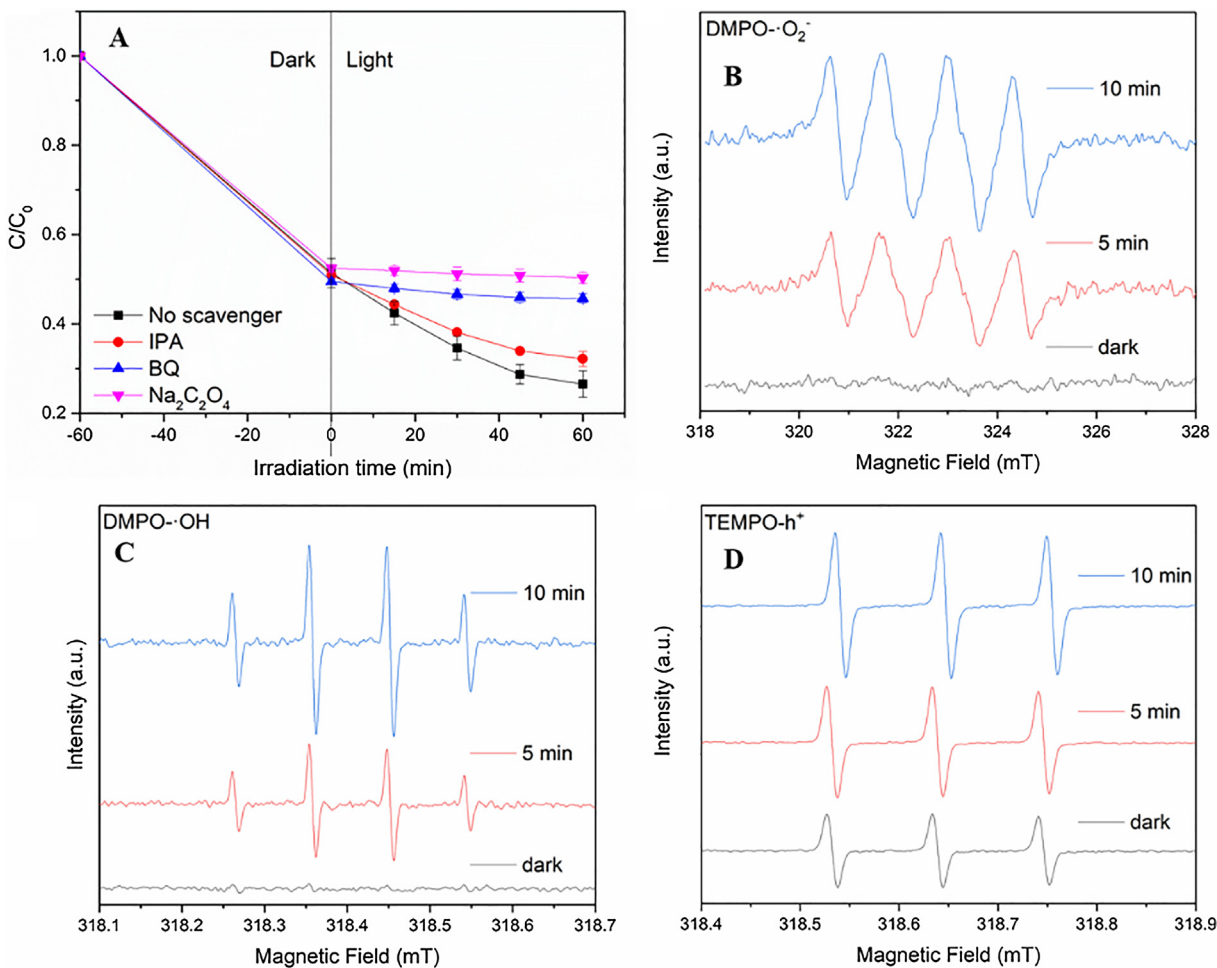 A
Dark Light
No scavenger
IPA
BQ
Na₂C₂O₄
C/C₀
1.0
0.8
0.6
0.4
0.2
-60 -40 -20 0 20 40 60
Irradiation time (min)
DMPO-·O₂⁻
B
10 min
5 min
dark
Intensity (a.u.)
318 320 322 324 326 328
Magnetic Field (mT)
DMPO-·OH
C
10 min
5 min
dark
Intensity (a.u.)
318.1 318.2 318.3 318.4 318.5 318.6 318.7
Magnetic Field (mT)
TEMPO-h⁺
D
10 min
5 min
dark
Intensity (a.u.)
318.4 318.5 318.6 318.7 318.8 318.9
Magnetic Field (mT)